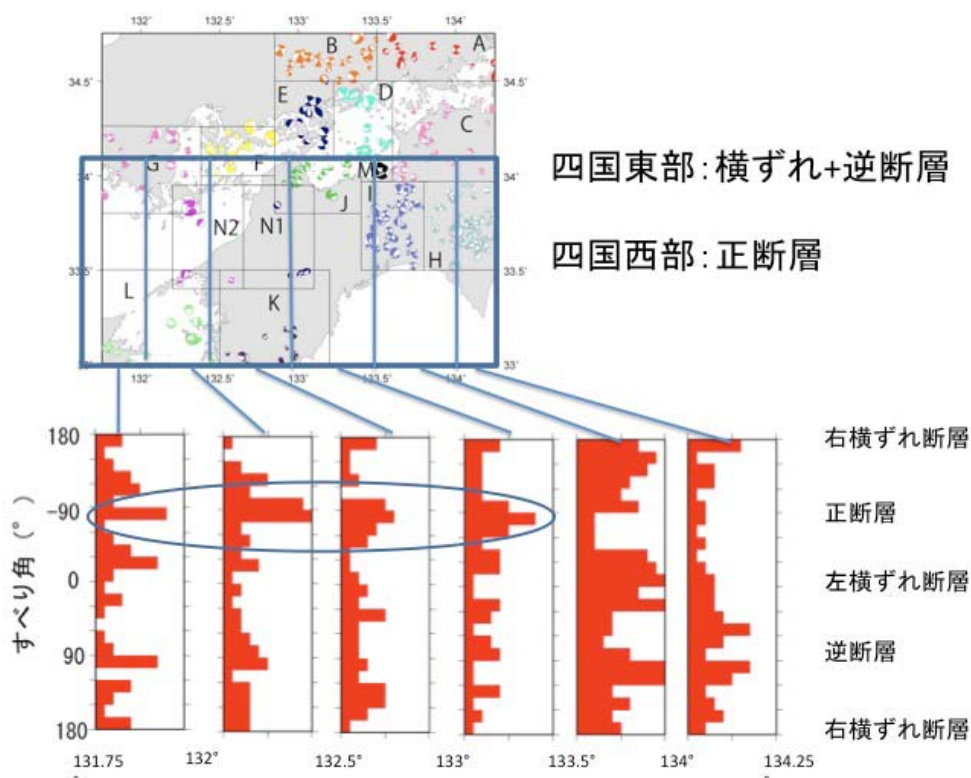 132゚ 132.5゚ 133゚ 133.5゚ 134゚
34.5゚ 34.5゚
34゚ 34゚
33.5゚ 33.5゚
33゚ 33゚
132゚ 132.5゚ 133゚ 133.5゚ 134゚
A
B
C
D
E
F
G
H
I
J
K
L
M
N1
N2
四国東部:横ずれ+逆断層
四国西部:正断層
すべり角(°)
180
-90
0
90
180
右横ずれ断層
正断層
左横ずれ断層
逆断層
右横ずれ断層
131.75° 132° 132.5° 133° 133.5° 134° 134.25°